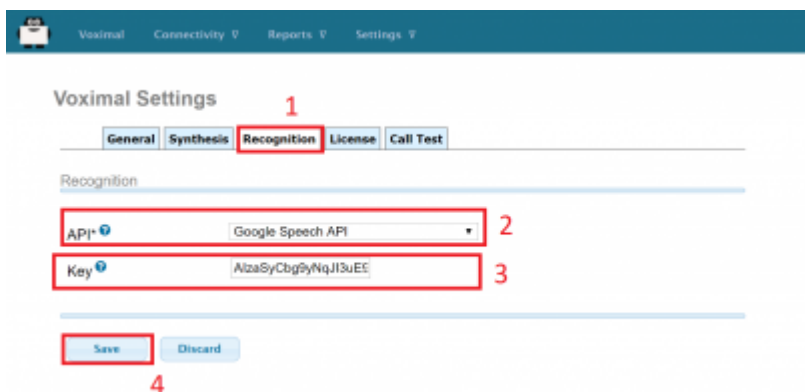 Voximal Connectivity ∇ Reports ∇ Settings ∇
Voximal Settings
1
General Synthesis Recognition License Call Test
Recognition
API* ? Google Speech API ▾ 2
Key ? 3
Save Discard
4